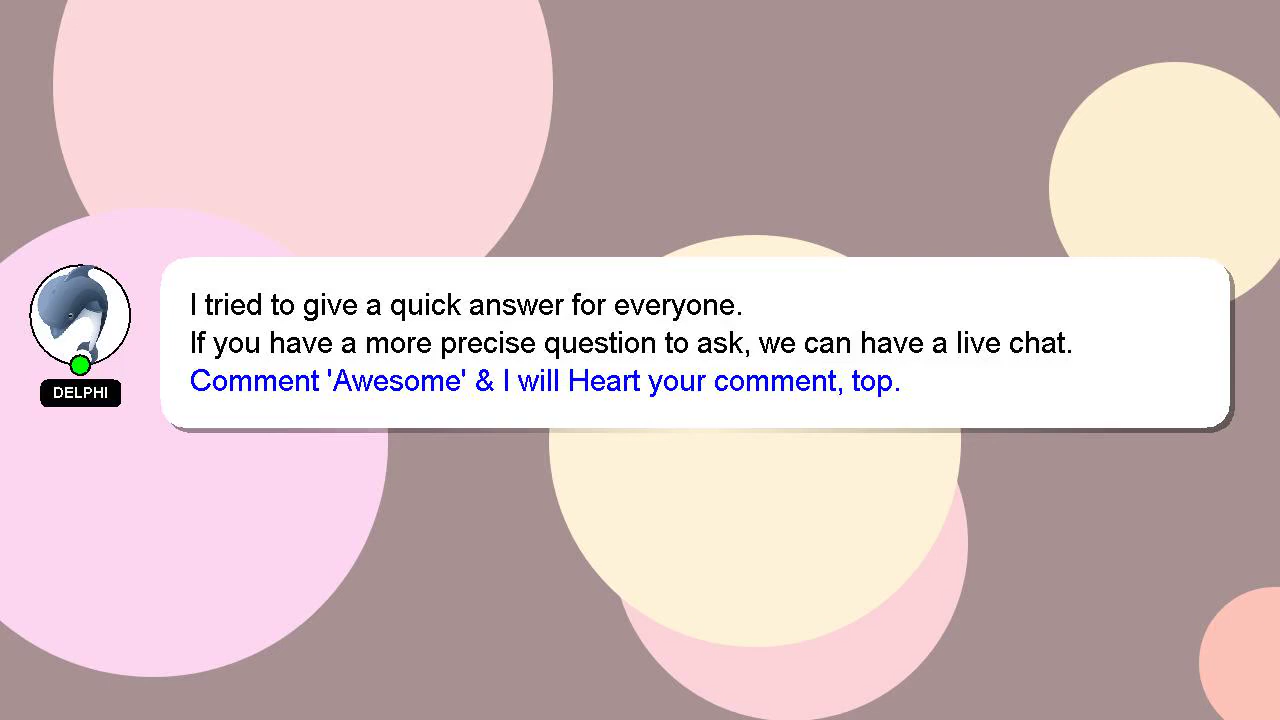 I tried to give a quick answer for everyone.
If you have a more precise question to ask, we can have a live chat.
Comment 'Awesome' & I will Heart your comment, top.
DELPHI